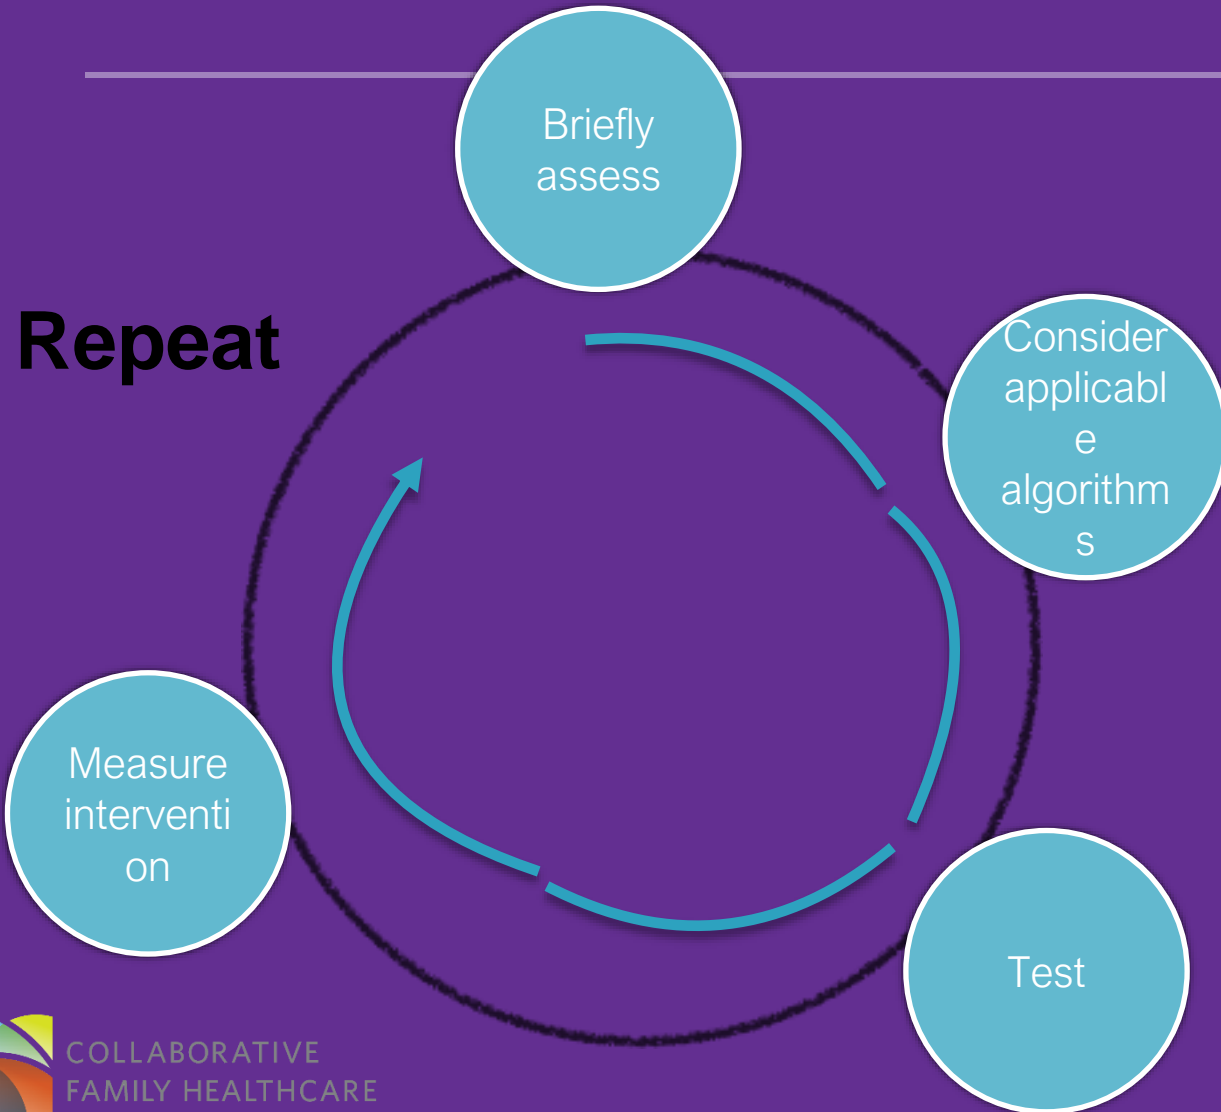 Briefly
assess
Repeat
Consider
applicabl
e
algorithm
s
Measure
interventi
on
Test
COLLABORATIVE
FAMILY HEALTHCARE